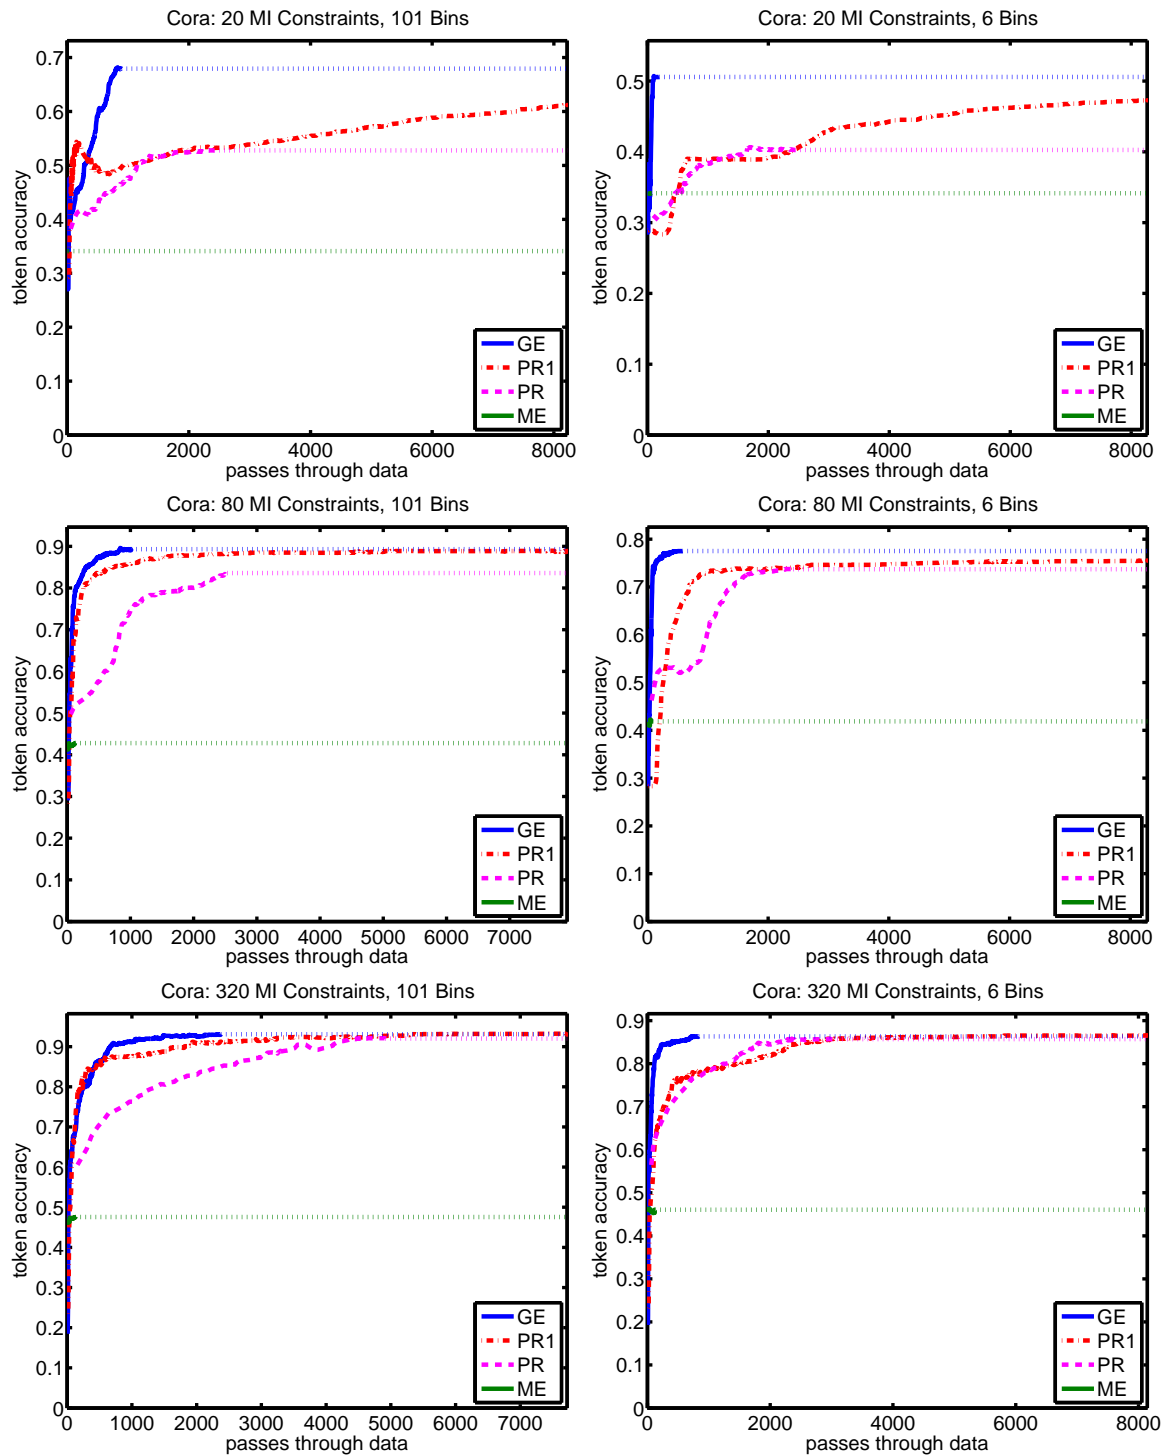 Cora: 20 MI Constraints, 101 Bins
token accuracy
0.7
0.6
0.5
0.4
0.3
0.2
0.1
0
0 2000 4000 6000 8000
passes through data
GE
PR1
PR
ME
Cora: 20 MI Constraints, 6 Bins
token accuracy
0.5
0.4
0.3
0.2
0.1
0
0 2000 4000 6000 8000
passes through data
GE
PR1
PR
ME
Cora: 80 MI Constraints, 101 Bins
token accuracy
0.9
0.8
0.7
0.6
0.5
0.4
0.3
0.2
0.1
0
0 1000 2000 3000 4000 5000 6000 7000
passes through data
GE
PR1
PR
ME
Cora: 80 MI Constraints, 6 Bins
token accuracy
0.8
0.7
0.6
0.5
0.4
0.3
0.2
0.1
0
0 2000 4000 6000 8000
passes through data
GE
PR1
PR
ME
Cora: 320 MI Constraints, 101 Bins
token accuracy
0.9
0.8
0.7
0.6
0.5
0.4
0.3
0.2
0.1
0
0 1000 2000 3000 4000 5000 6000 7000
passes through data
GE
PR1
PR
ME
Cora: 320 MI Constraints, 6 Bins
token accuracy
0.9
0.8
0.7
0.6
0.5
0.4
0.3
0.2
0.1
0
0 2000 4000 6000 8000
passes through data
GE
PR1
PR
ME